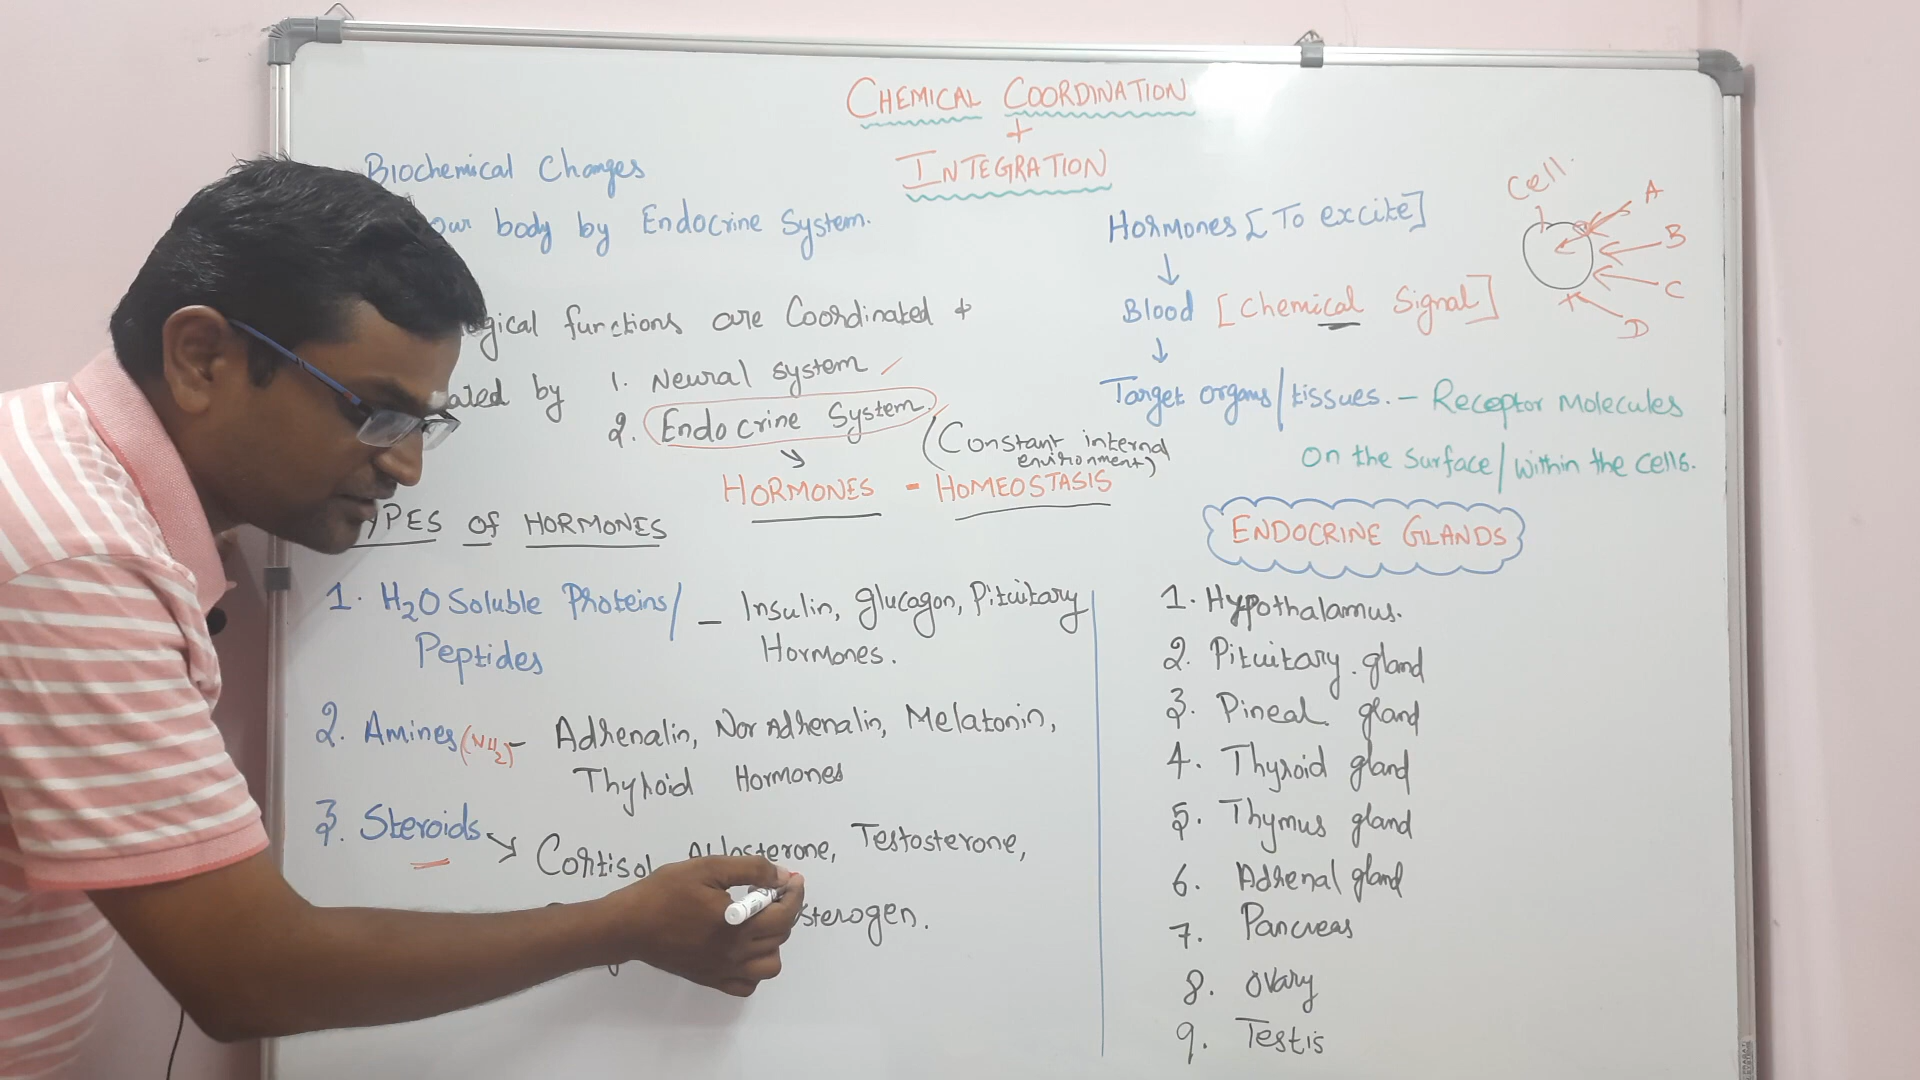 CHEMICAL COORDINATION
+
INTEGRATION
Biochemical Changes
our body by Endocrine System.
functions are Coordinated +
by 1. Neural system
2. Endocrine System.
HORMONES - HOMEOSTASIS
(Constant internal
environment)
TYPES of HORMONES
1. H2O Soluble Proteins/
Peptides
- Insulin, Glucagon, Pituitary
Hormones.
2. Amines (NH2) - Adrenalin, Nor Adrenalin, Melatonin,
Thyroid Hormones
3. Steroids → Cortisol Aldosterone, Testosterone,
Hormones [To excite]
↓
Blood [Chemical Signal]
↓
Target organs/tissues. - Receptor Molecules
On the Surface/within the cells.
Cell
A
B
C
D
ENDOCRINE GLANDS
1. Hypothalamus.
2. Pituitary gland
3. Pineal gland
4. Thyroid gland
5. Thymus gland
6. Adrenal gland
7. Pancreas
8. Ovary
9. Testis